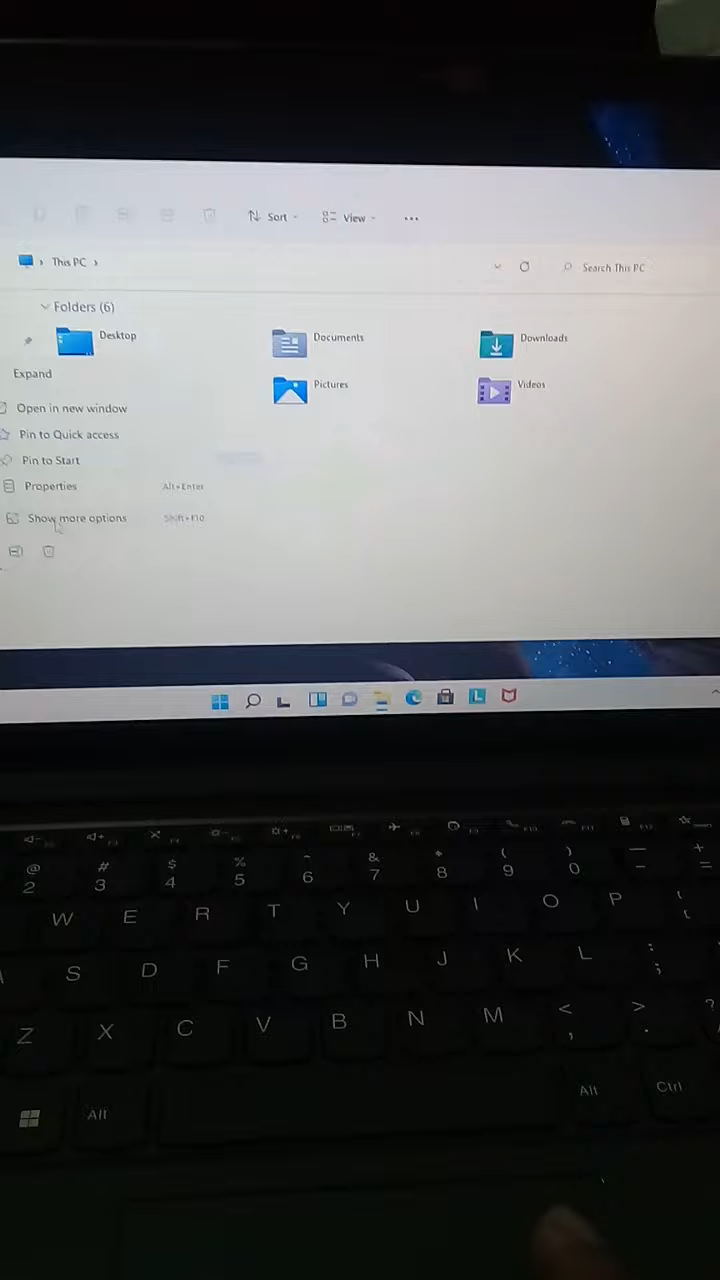 Sort View ...
This PC Search This PC
Folders (6)
Desktop Documents Downloads
Expand Pictures Videos
Open in new window
Pin to Quick access
Pin to Start
Properties Alt+Enter
Show more options Shift+F10
@ # $ % ^ & * ( ) — +
2 3 4 5 6 7 8 9 0 - =
W E R T Y U I O P
S D F G H J K L : ;
Z X C V B N M < , > . ?
Alt Alt Ctrl